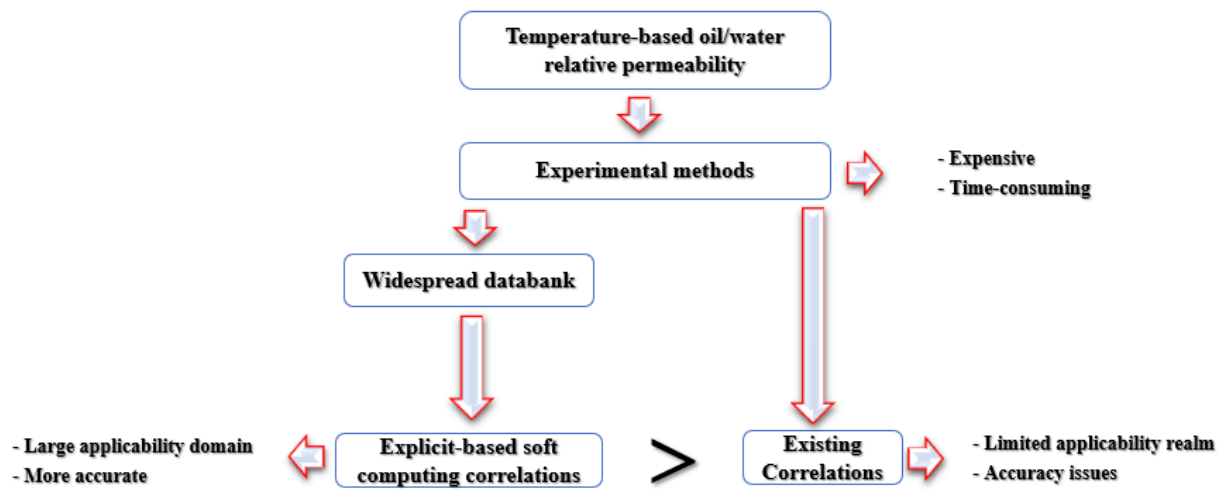 Temperature-based oil/water
relative permeability
Experimental methods
- Expensive
- Time-consuming
Widespread databank
- Large applicability domain
- More accurate
Explicit-based soft
computing correlations
>
Existing
Correlations
- Limited applicability realm
- Accuracy issues